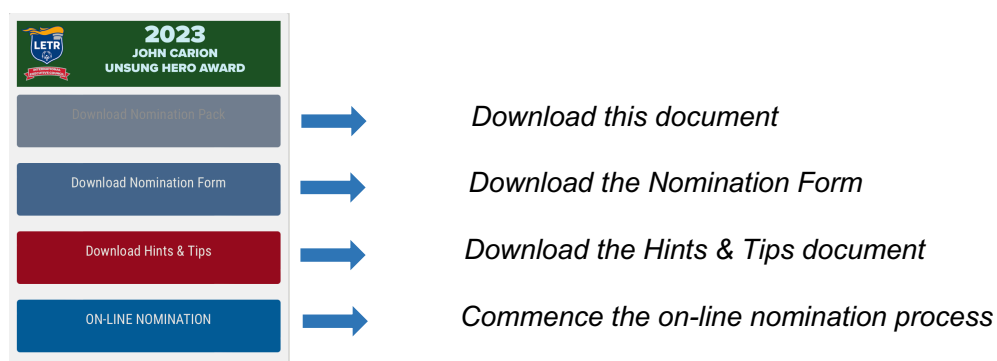 LETR
2023
JOHN CARION
UNSUNG HERO AWARD
Download Nomination Pack
Download this document
Download Nomination Form
Download the Nomination Form
Download Hints & Tips
Download the Hints & Tips document
ON-LINE NOMINATION
Commence the on-line nomination process